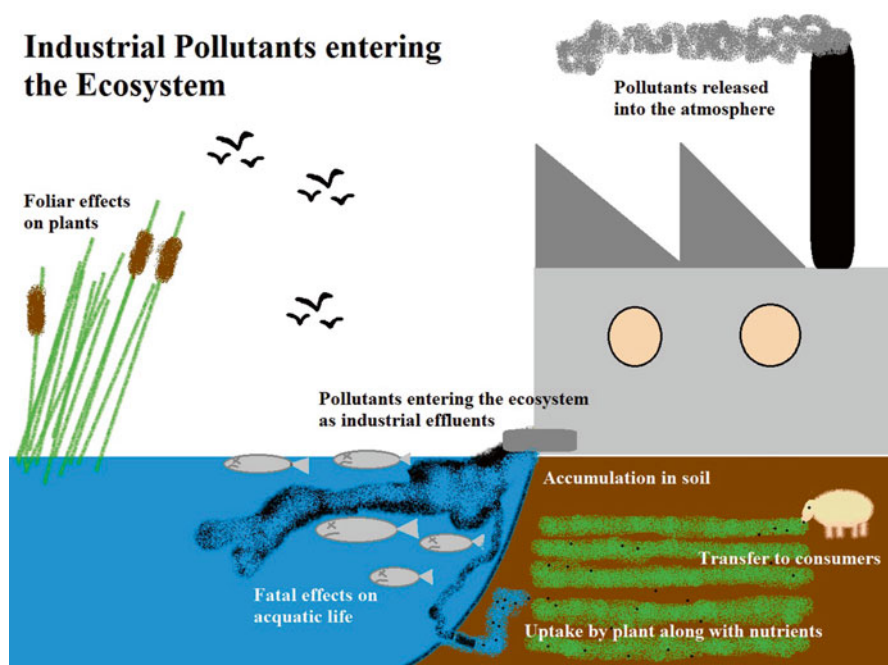 Industrial Pollutants entering
the Ecosystem
Pollutants released
into the atmosphere
Foliar effects
on plants
Pollutants entering the ecosystem
as industrial effluents
Accumulation in soil
Transfer to consumers
Fatal effects on
acquatic life
Uptake by plant along with nutrients